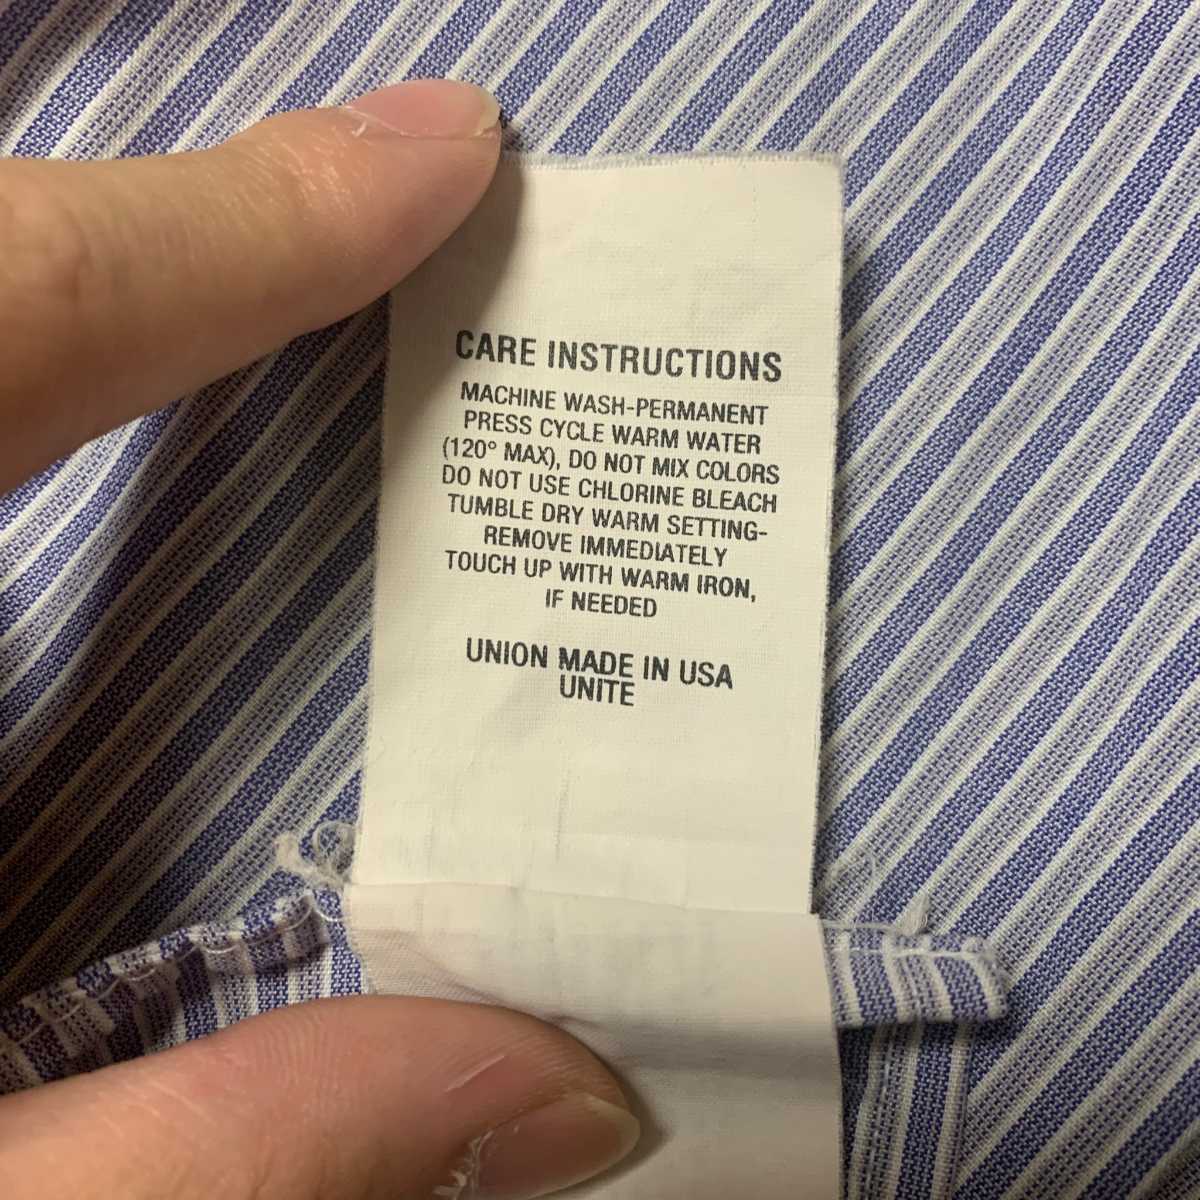 CARE INSTRUCTIONS
MACHINE WASH-PERMANENT
PRESS CYCLE WARM WATER
(120° MAX), DO NOT MIX COLORS
DO NOT USE CHLORINE BLEACH
TUMBLE DRY WARM SETTING-
REMOVE IMMEDIATELY
TOUCH UP WITH WARM IRON,
IF NEEDED
UNION MADE IN USA
UNITE